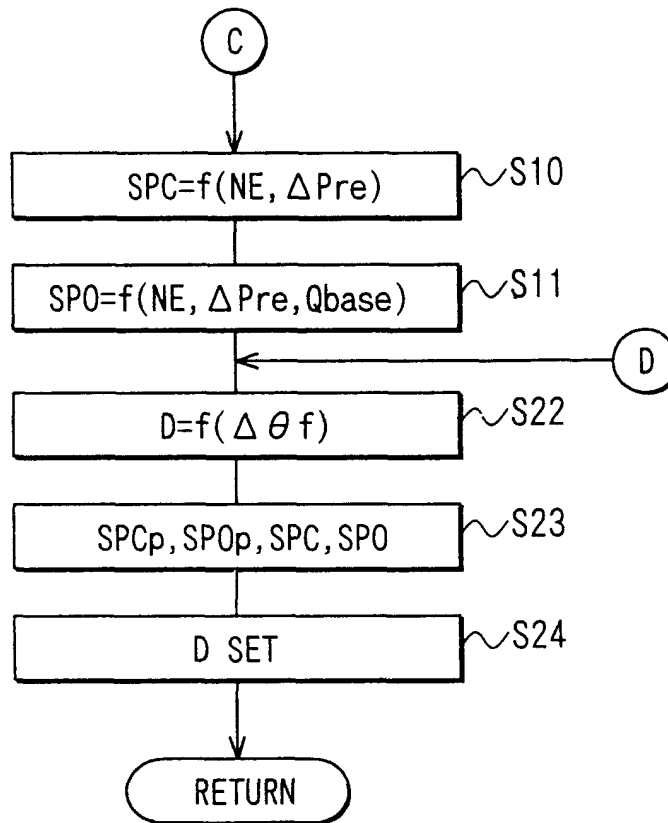 C
SPC=f(NE, ΔPre) S10
SPO=f(NE, ΔPre, Qbase) S11
D
D=f(Δθf) S22
SPCp, SPOp, SPC, SPO S23
D SET S24
RETURN